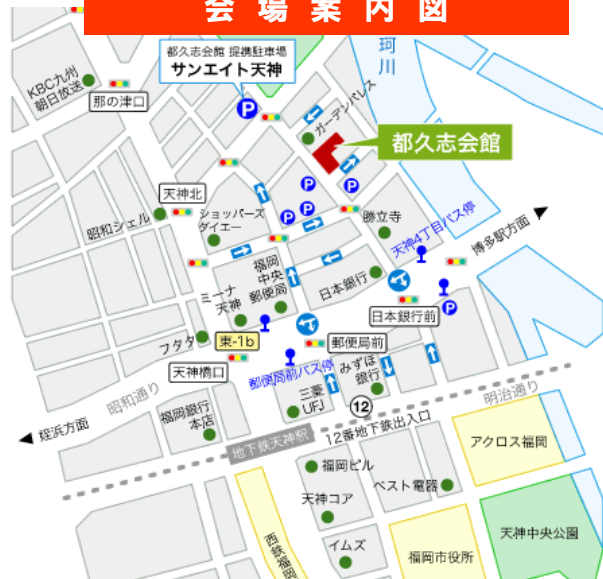 会場案内図
都久志会館 提携駐車場
サンエイト天神
P
珂
川
KBC九州
朝日放送
那の津口
ガーデンパレス
都久志会館
天神北
昭和シェル
ショッパーズ
ダイエー
P
P
P
P
勝立寺
天神4丁目バス停
博多駅方面
福岡
中央
郵便局
日本銀行
ミーナ
天神
日本銀行前
P
フタタ
東-1b
郵便局前
天神橋口
郵便局前バス停
みずほ
銀行
昭和通り
三菱
UFJ
12
明治通り
姪浜方面
福岡銀行
本店
地下鉄天神駅
12番地下鉄出入口
アクロス福岡
福岡ビル
ベスト電器
天神コア
天神中央公園
イムズ
福岡市役所
西鉄福岡